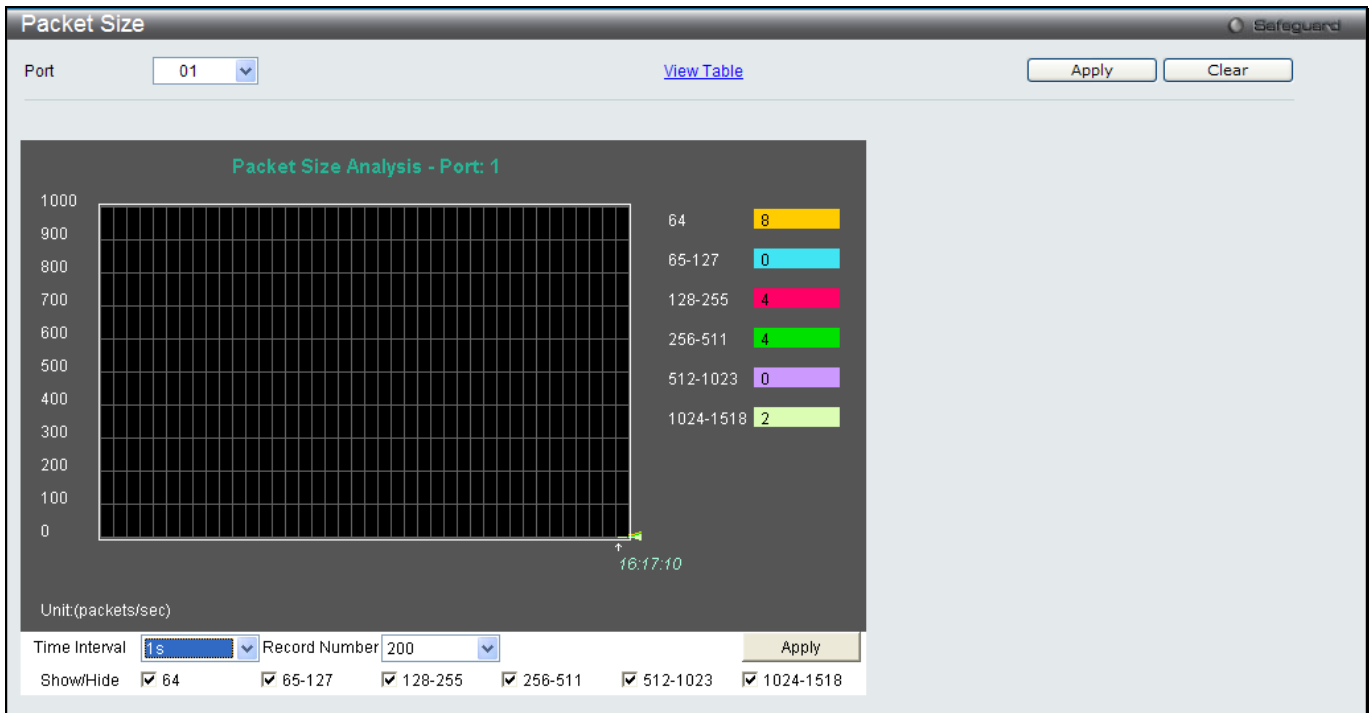 Packet Size
Safeguard
Port 01 View Table Apply Clear
Packet Size Analysis - Port: 1
1000
900
800
700
600
500
400
300
200
100
0
64 8
65-127 0
128-255 4
256-511 4
512-1023 0
1024-1518 2
16:17:10
Unit:(packets/sec)
Time Interval 1s Record Number 200 Apply
Show/Hide 64 65-127 128-255 256-511 512-1023 1024-1518